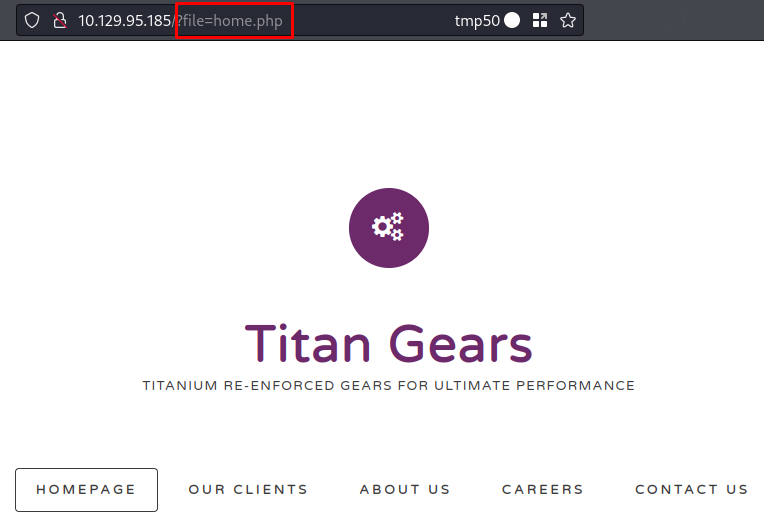 10.129.95.185/?file=home.php tmp50
Titan Gears
TITANIUM RE-ENFORCED GEARS FOR ULTIMATE PERFORMANCE
HOMEPAGE OUR CLIENTS ABOUT US CAREERS CONTACT US